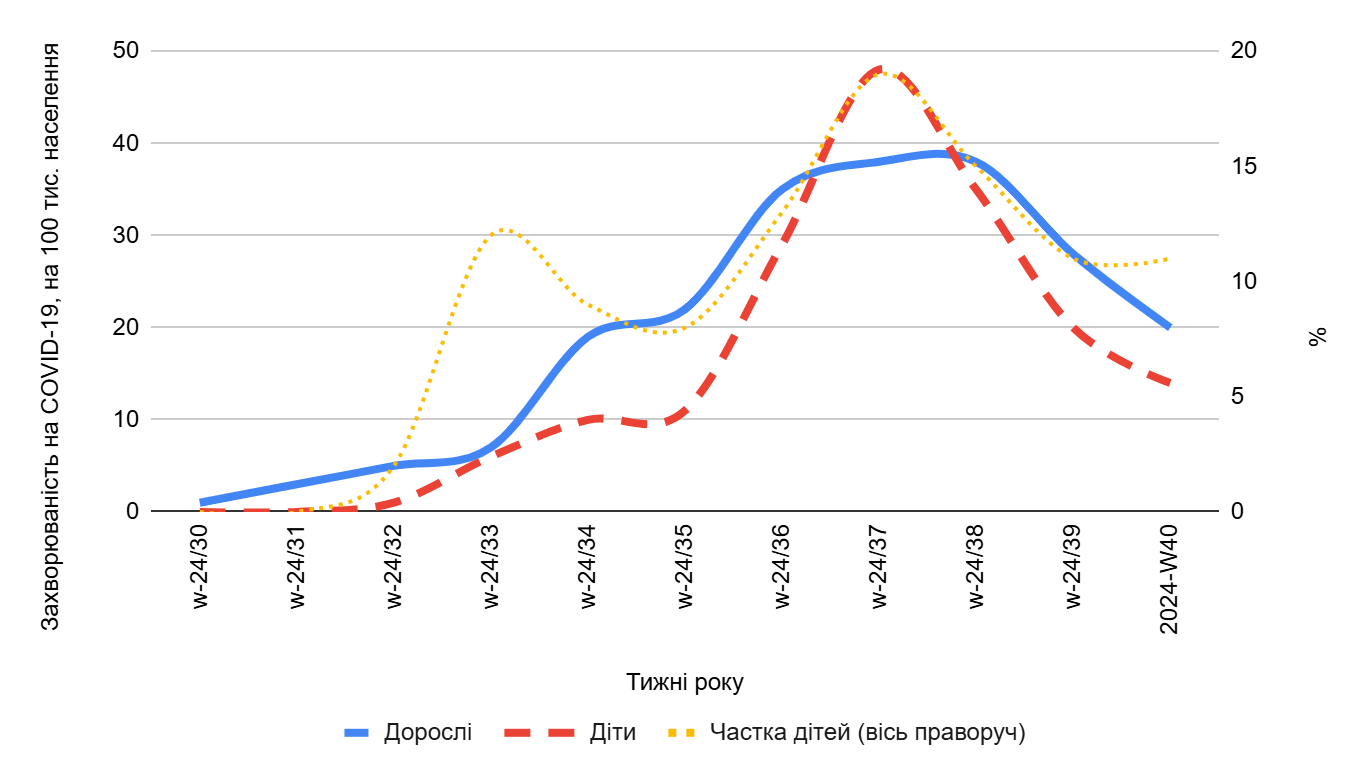 Захворюваність на COVID-19, на 100 тис. населення
50
40
30
20
10
0
20
15
10
5
0
%
w-24/30
w-24/31
w-24/32
w-24/33
w-24/34
w-24/35
w-24/36
w-24/37
w-24/38
w-24/39
2024-W40
Тижні року
Дорослі
Діти
Частка дітей (вісь праворуч)